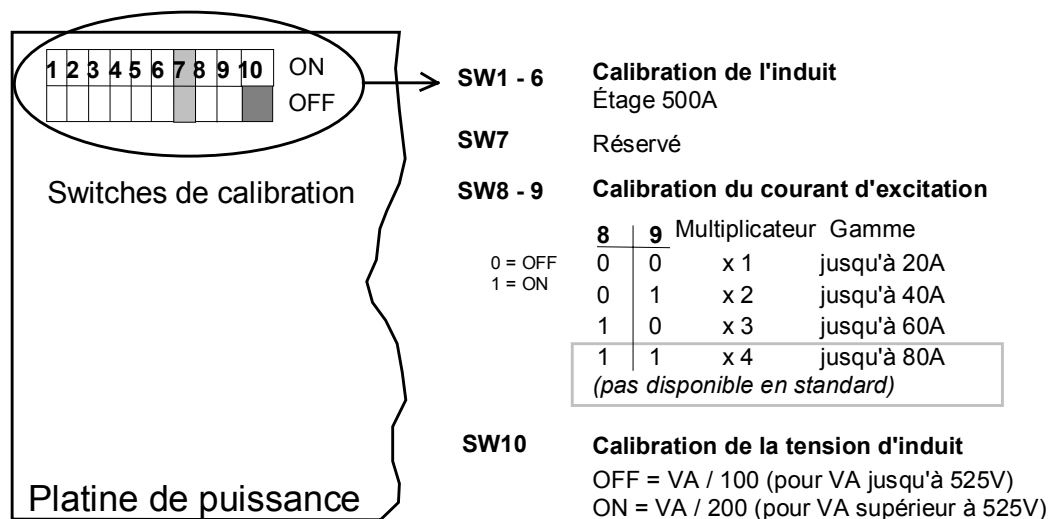 1 2 3 4 5 6 7 8 9 10 ON
OFF
Switches de calibration
Platine de puissance
SW1 - 6 Calibration de l'induit
Étage 500A
SW7 Réservé
SW8 - 9 Calibration du courant d'excitation
8 9 Multiplicateur Gamme
0 = OFF 0 0 x 1 jusqu'à 20A
1 = ON 0 1 x 2 jusqu'à 40A
1 0 x 3 jusqu'à 60A
1 1 x 4 jusqu'à 80A
(pas disponible en standard)
SW10 Calibration de la tension d'induit
OFF = VA / 100 (pour VA jusqu'à 525V)
ON = VA / 200 (pour VA supérieur à 525V)